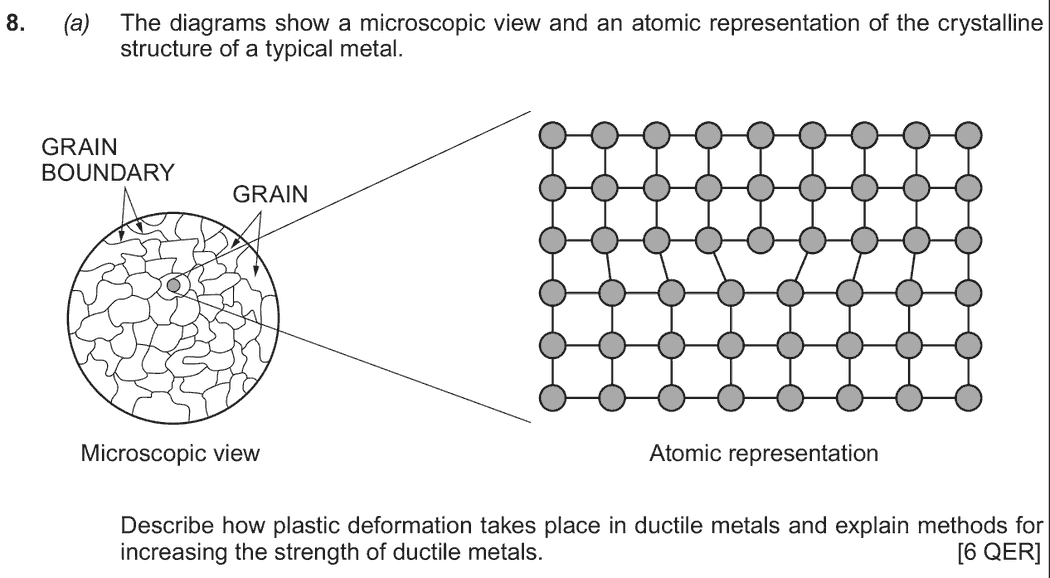 8. (a) The diagrams show a microscopic view and an atomic representation of the crystalline
structure of a typical metal.
GRAIN
BOUNDARY
GRAIN
Microscopic view
Atomic representation
Describe how plastic deformation takes place in ductile metals and explain methods for
increasing the strength of ductile metals. [6 QER]